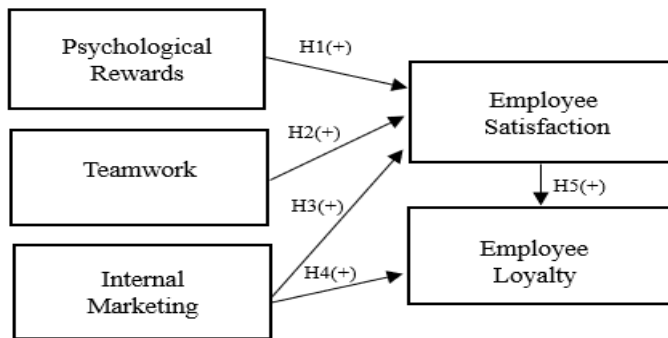 Psychological
Rewards
H1(+)
Employee
Satisfaction
H2(+)
Teamwork
H5(+)
H3(+)
Employee
Loyalty
Internal
Marketing
H4(+)